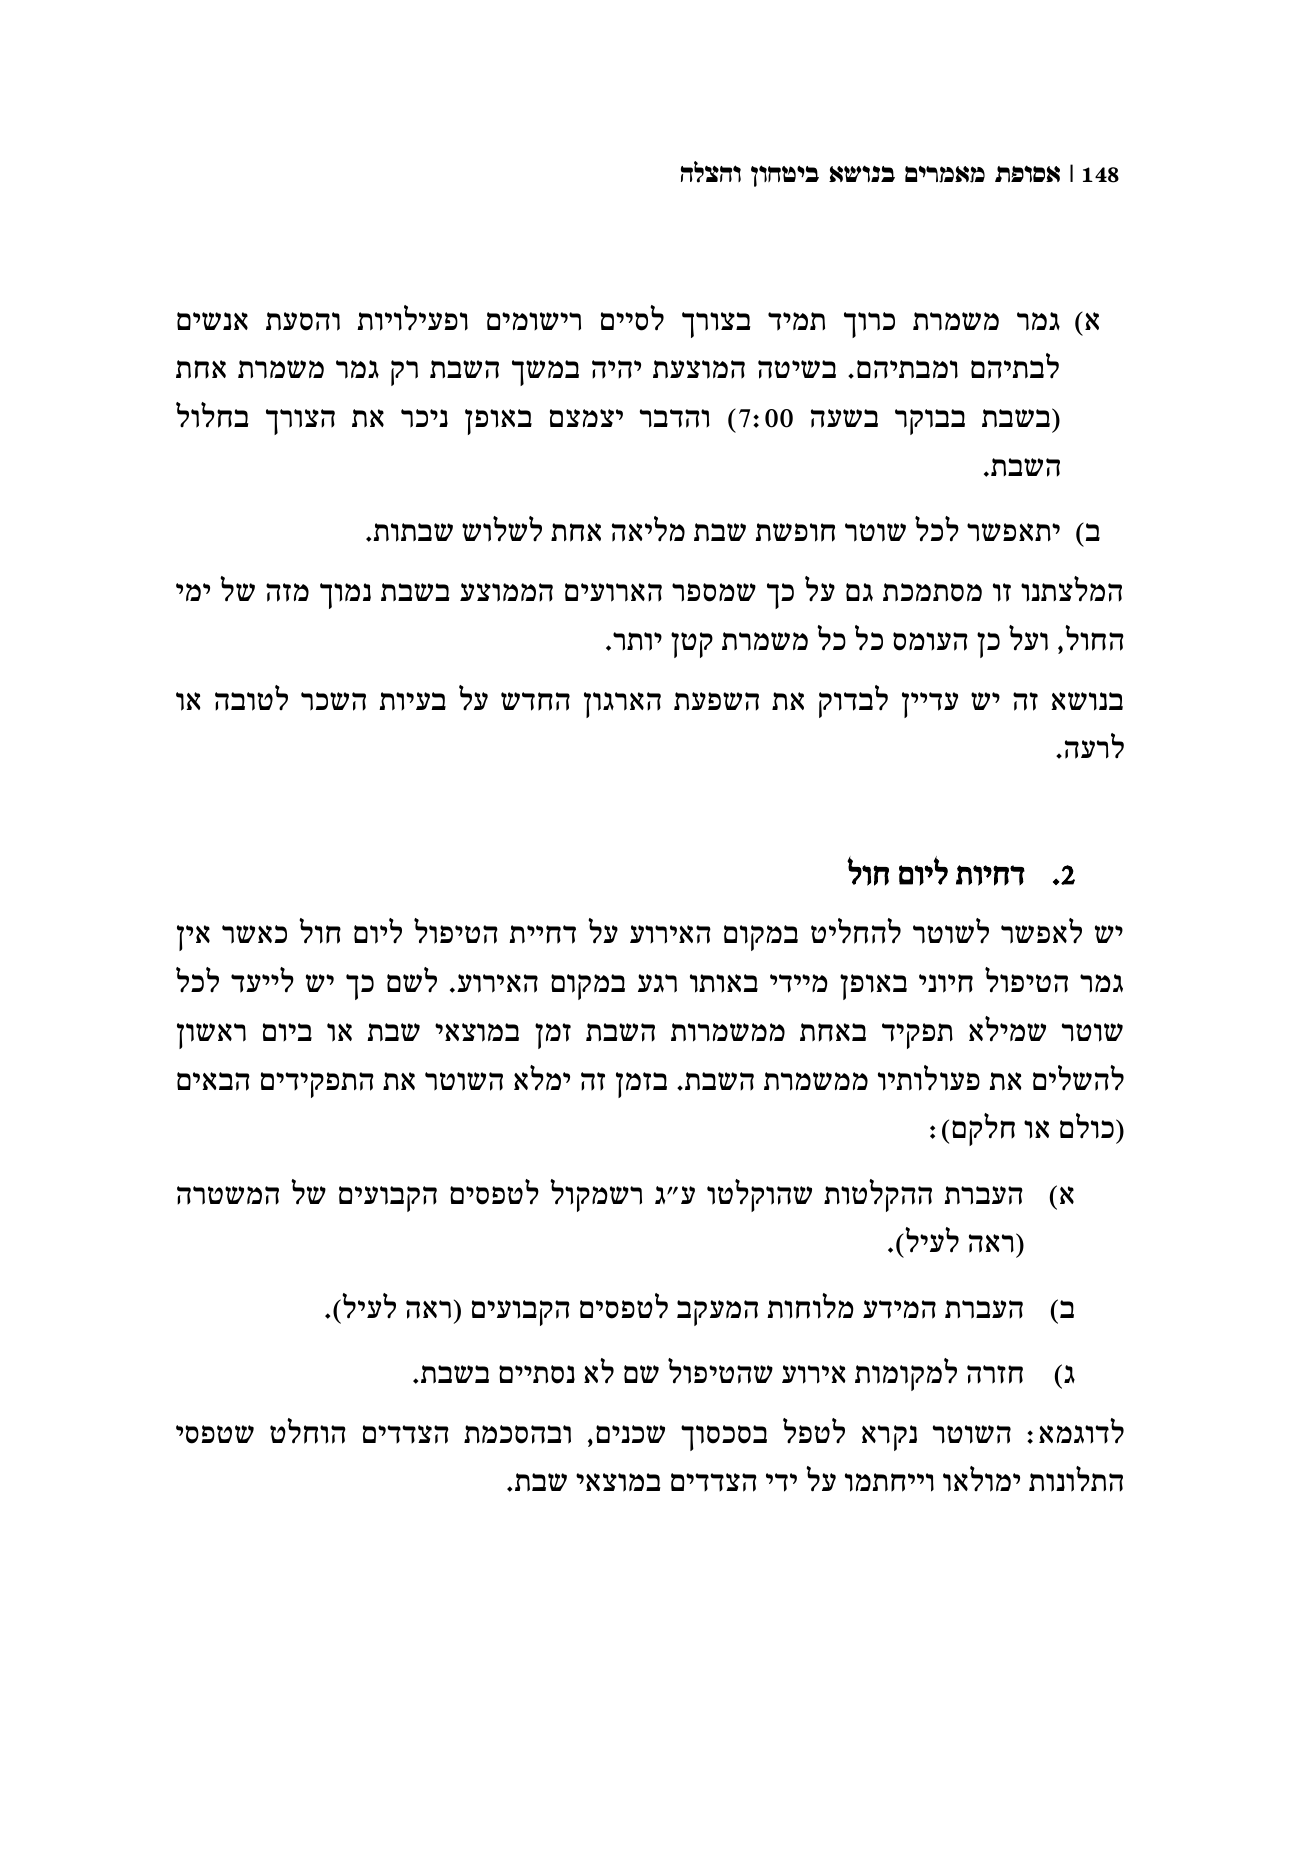 148 | אסופת מאמרים בנושא ביטחון והצלה
א) גמר משמרת כרוך תמיד בצורך לסיים רישומים ופעילויות והסעת אנשים
לבתיהם ומבתיהם. בשיטה המוצעת יהיה במשך השבת רק גמר משמרת אחת
(בשבת בבוקר בשעה 7:00) והדבר יצמצם באופן ניכר את הצורך בחלול
השבת.
ב) יתאפשר לכל שוטר חופשת שבת מליאה אחת לשלוש שבתות.
המלצתנו זו מסתמכת גם על כך שמספר הארועים הממוצע בשבת נמוך מזה של ימי
החול, ועל כן העומס כל כל משמרת קטן יותר.
בנושא זה יש עדיין לבדוק את השפעת הארגון החדש על בעיות השכר לטובה או
לרעה.
2. דחיות ליום חול
יש לאפשר לשוטר להחליט במקום האירוע על דחיית הטיפול ליום חול כאשר אין
גמר הטיפול חיוני באופן מיידי באותו רגע במקום האירוע. לשם כך יש לייעד לכל
שוטר שמילא תפקיד באחת ממשמרות השבת זמן במוצאי שבת או ביום ראשון
להשלים את פעולותיו ממשמרת השבת. בזמן זה ימלא השוטר את התפקידים הבאים
(כולם או חלקם):
א) העברת ההקלטות שהוקלטו ע״ג רשמקול לטפסים הקבועים של המשטרה
(ראה לעיל).
ב) העברת המידע מלוחות המעקב לטפסים הקבועים (ראה לעיל).
ג) חזרה למקומות אירוע שהטיפול שם לא נסתיים בשבת.
לדוגמא: השוטר נקרא לטפל בסכסוך שכנים, ובהסכמת הצדדים הוחלט שטפסי
התלונות ימולאו וייחתמו על ידי הצדדים במוצאי שבת.